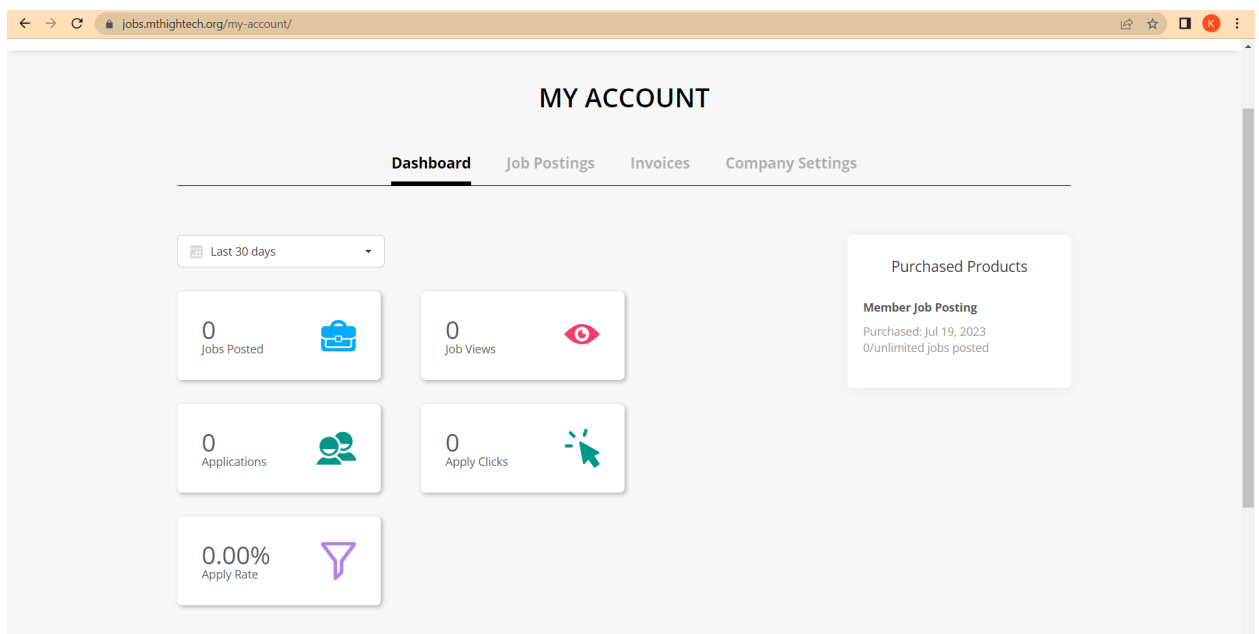 jobs.mthightech.org/my-account/
K
MY ACCOUNT
Dashboard
Job Postings
Invoices
Company Settings
Last 30 days
0
Jobs Posted
0
Job Views
0
Applications
0
Apply Clicks
0.00%
Apply Rate
Purchased Products
Member Job Posting
Purchased: Jul 19, 2023
0/unlimited jobs posted